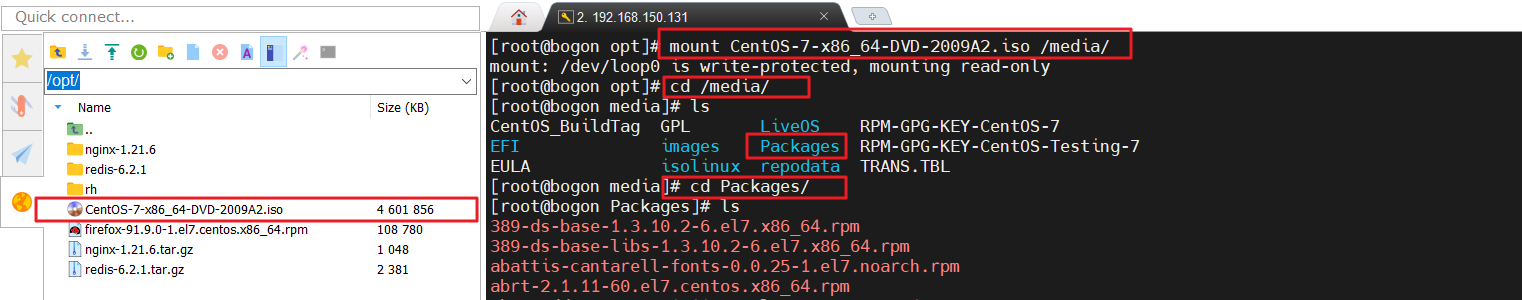 Quick connect...
/opt/
Name Size (KB)
..
nginx-1.21.6
redis-6.2.1
rh
CentOS-7-x86_64-DVD-2009A2.iso 4 601 856
firefox-91.9.0-1.el7.centos.x86_64.rpm 108 780
nginx-1.21.6.tar.gz 1 048
redis-6.2.1.tar.gz 2 381
2. 192.168.150.131
[root@bogon opt]# mount CentOS-7-x86_64-DVD-2009A2.iso /media/
mount: /dev/loop0 is write-protected, mounting read-only
[root@bogon opt]# cd /media/
[root@bogon media]# ls
CentOS_BuildTag GPL LiveOS RPM-GPG-KEY-CentOS-7
EFI images Packages RPM-GPG-KEY-CentOS-Testing-7
EULA isolinux repodata TRANS.TBL
[root@bogon media]# cd Packages/
[root@bogon Packages]# ls
389-ds-base-1.3.10.2-6.el7.x86_64.rpm
389-ds-base-libs-1.3.10.2-6.el7.x86_64.rpm
abattis-cantarell-fonts-0.0.25-1.el7.noarch.rpm
abrt-2.1.11-60.el7.centos.x86_64.rpm